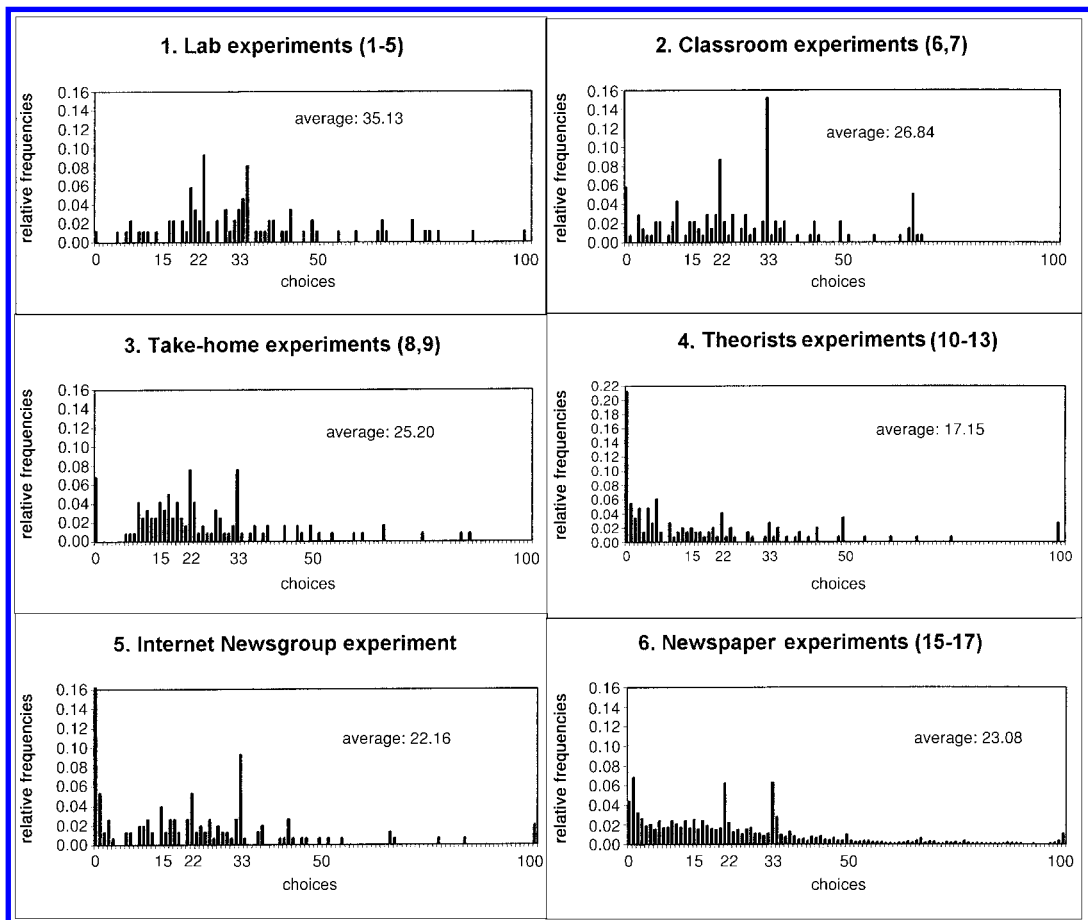 1. Lab experiments (1-5)
relative frequencies
0.16
0.14
0.12
0.10
0.08
0.06
0.04
0.02
0.00
average: 35.13
0 15 22 33 50 100
choices
2. Classroom experiments (6,7)
relative frequencies
0.16
0.14
0.12
0.10
0.08
0.06
0.04
0.02
0.00
average: 26.84
0 15 22 33 50 100
choices
3. Take-home experiments (8,9)
relative frequencies
0.16
0.14
0.12
0.10
0.08
0.06
0.04
0.02
0.00
average: 25.20
0 15 22 33 50 100
choices
4. Theorists experiments (10-13)
relative frequencies
0.22
0.20
0.16
0.14
0.12
0.10
0.08
0.06
0.04
0.02
0.00
average: 17.15
0 15 22 33 50 100
choices
5. Internet Newsgroup experiment
relative frequencies
0.16
0.14
0.12
0.10
0.08
0.06
0.04
0.02
0.00
average: 22.16
0 15 22 33 50 100
choices
6. Newspaper experiments (15-17)
relative frequencies
0.16
0.14
0.12
0.10
0.08
0.06
0.04
0.02
0.00
average: 23.08
0 15 22 33 50 100
choices